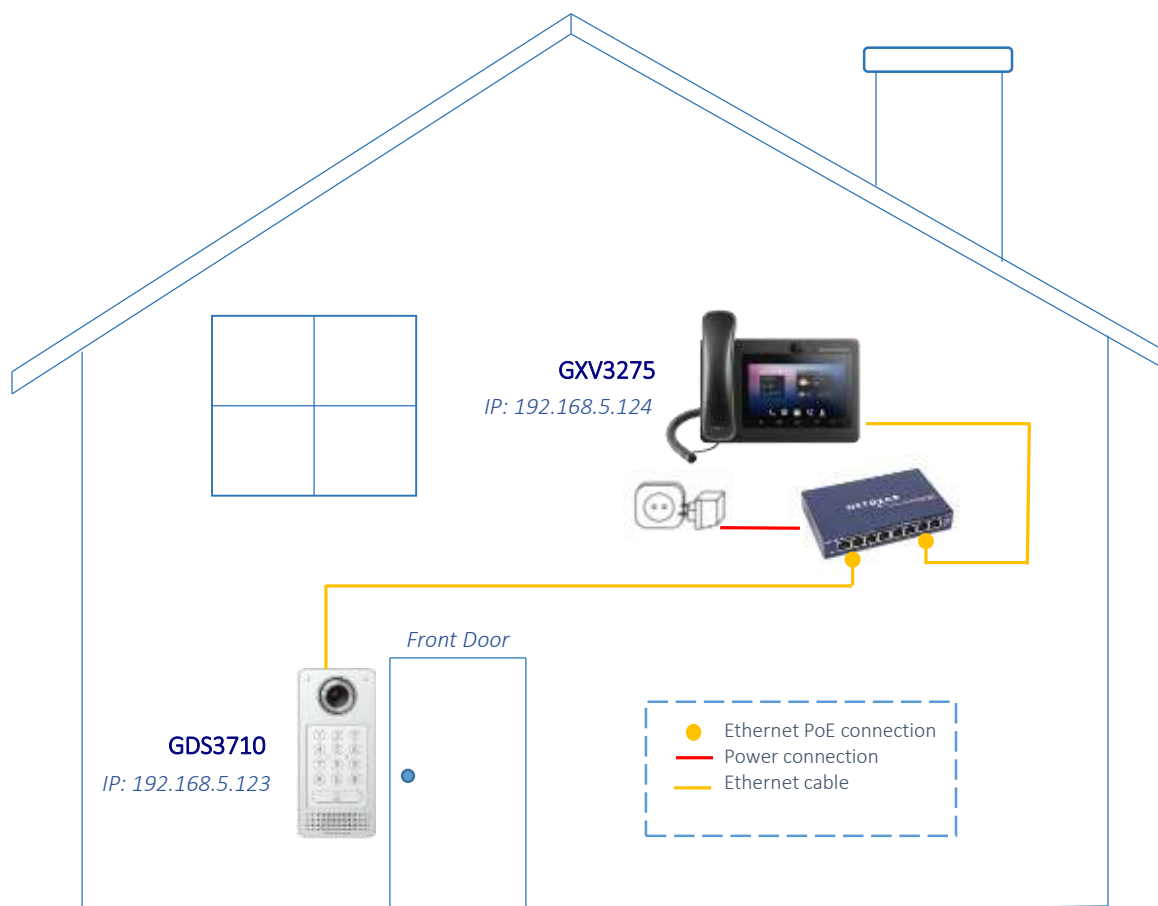 GXV3275
IP: 192.168.5.124
NETGEAR
Front Door
GDS3710
IP: 192.168.5.123
Ethernet PoE connection
Power connection
Ethernet cable